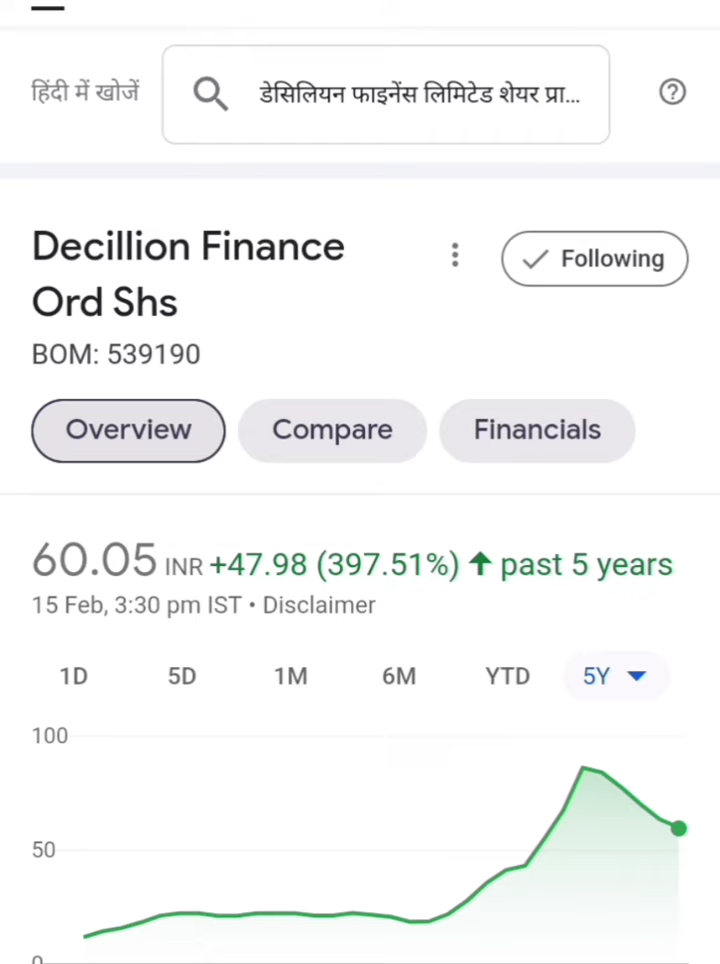 हिंदी में खोजें
डेसिलियन फाइनेंस लिमिटेड शेयर प्रा...
Decillion Finance
Ord Shs
Following
BOM: 539190
Overview Compare Financials
60.05 INR +47.98 (397.51%) ↑ past 5 years
15 Feb, 3:30 pm IST • Disclaimer
1D 5D 1M 6M YTD 5Y
100
50
0